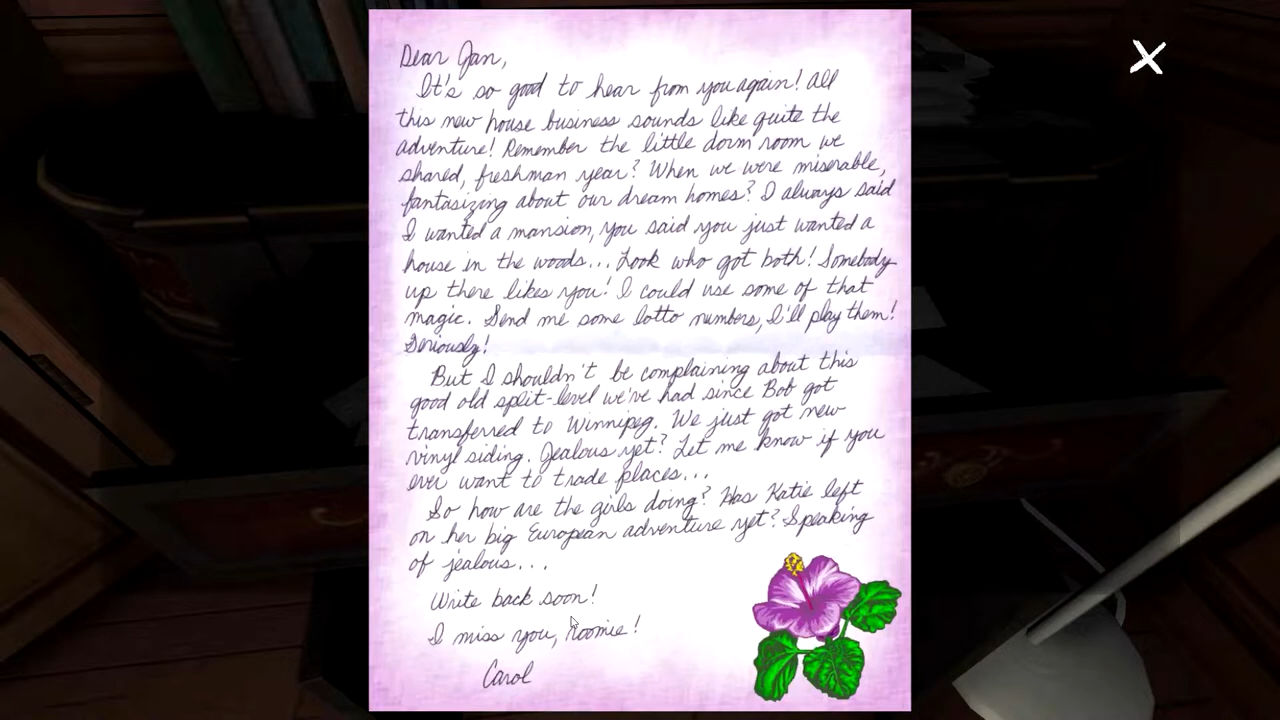 Dear Jan,
It's so good to hear from you again! All
this new house business sounds like quite the
adventure! Remember the little dorm room we
shared, freshman year? When we were miserable,
fantasizing about our dream homes? I always said
I wanted a mansion, you said you just wanted a
house in the woods... Look who got both! Somebody
up there likes you! I could use some of that
magic. Send me some lotto numbers, I'll play them!
Seriously!
But I shouldn't be complaining about this
good old split-level we've had since Bob got
transferred to Winnipeg. We just got new
vinyl siding. Jealous yet? Let me know if you
ever want to trade places...
So how are the girls doing? Has Katie left
on her big European adventure yet? Speaking
of jealous...
Write back soon!
I miss you, Roomie!
Carol